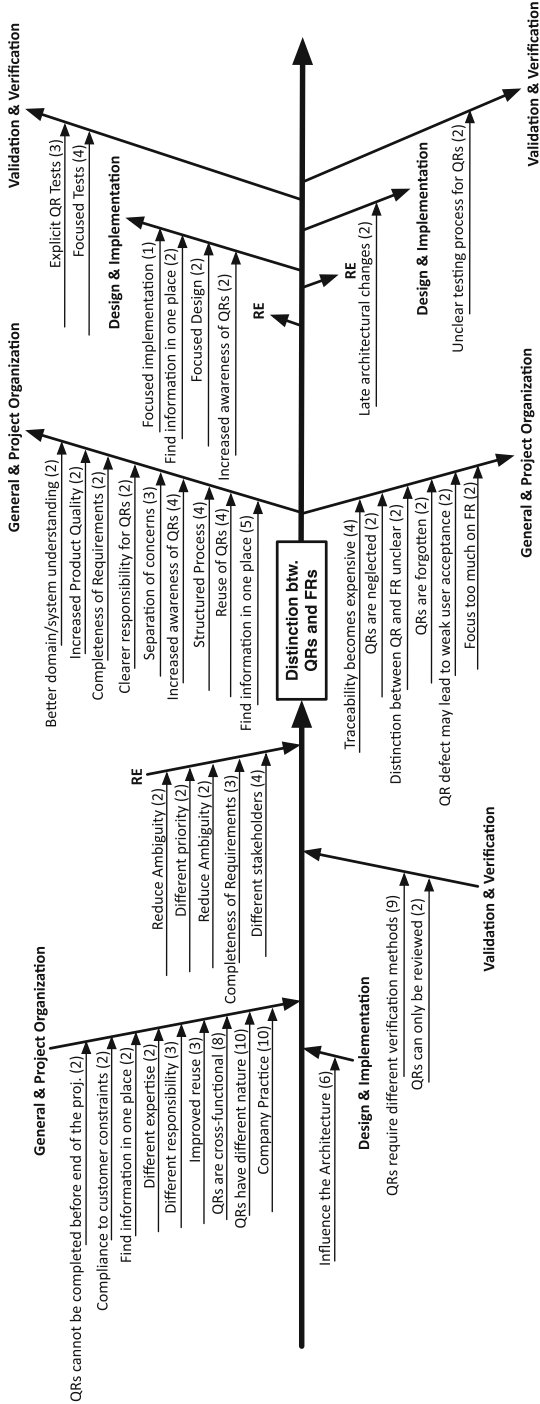 General & Project Organization
QRs cannot be completed before end of the proj. (2)
Compliance to customer constraints (2)
Find information in one place (2)
Different expertise (2)
Different responsibility (3)
Improved reuse (3)
QRs are cross-functional (8)
QRs have different nature (10)
Company Practice (10)
RE
Reduce Ambiguity (2)
Different priority (2)
Reduce Ambiguity (2)
Completeness of Requirements (3)
Different stakeholders (4)
Influence the Architecture (6)
Design & Implementation
QRs require different verification methods (9)
QRs can only be reviewed (2)
Validation & Verification
Distinction btw.
QRs and FRs
General & Project Organization
Better domain/system understanding (2)
Increased Product Quality (2)
Completeness of Requirements (2)
Clearer responsibility for QRs (2)
Separation of concerns (3)
Increased awareness of QRs (4)
Structured Process (4)
Reuse of QRs (4)
Find information in one place (5)
RE
Design & Implementation
Focused implementation (1)
Find information in one place (2)
Focused Design (2)
Increased awareness of QRs (2)
Validation & Verification
Explicit QR Tests (3)
Focused Tests (4)
Traceability becomes expensive (4)
QRs are neglected (2)
Distinction between QR and FR unclear (2)
QRs are forgotten (2)
QR defect may lead to weak user acceptance (2)
Focus too much on FR (2)
General & Project Organization
RE
Late architectural changes (2)
Design & Implementation
Unclear testing process for QRs (2)
Validation & Verification